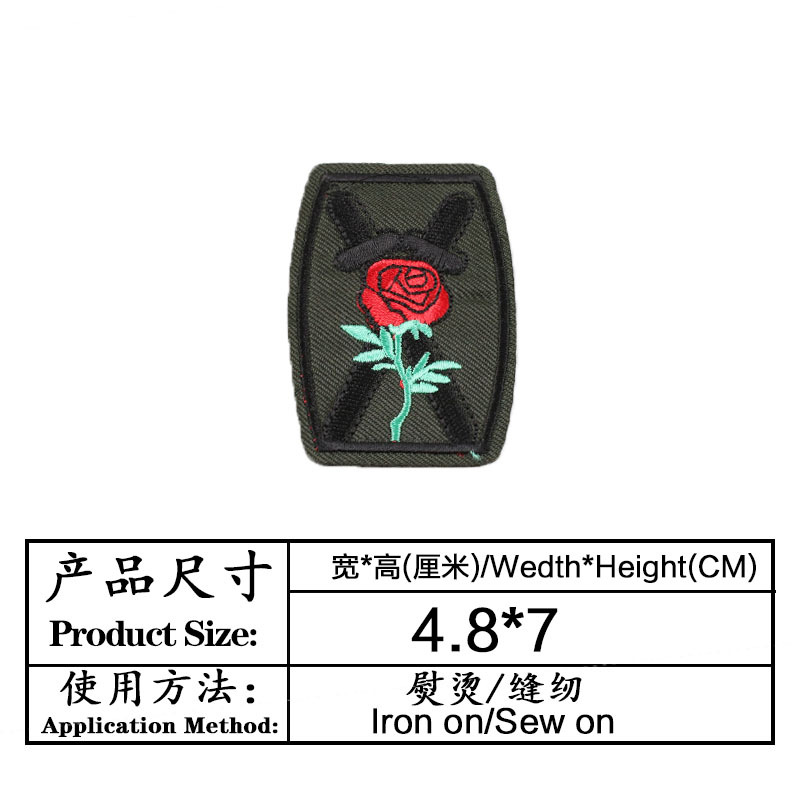 产品尺寸
Product Size:
宽*高(厘米)/Wedth*Height(CM)
4.8*7
使用方法：
Application Method:
熨烫/缝纫
Iron on/Sew on